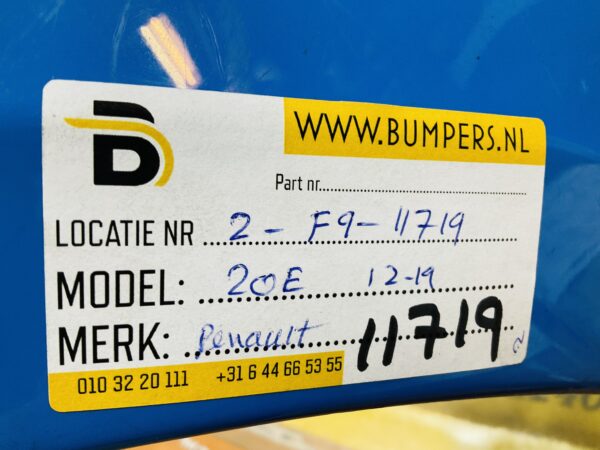 B
WWW.BUMPERS.NL
Part nr.
LOCATIE NR 2 - F9 - 11719
MODEL: ZOE 12-19
MERK: Renault 11719
010 32 20 111 +31 6 44 66 53 55